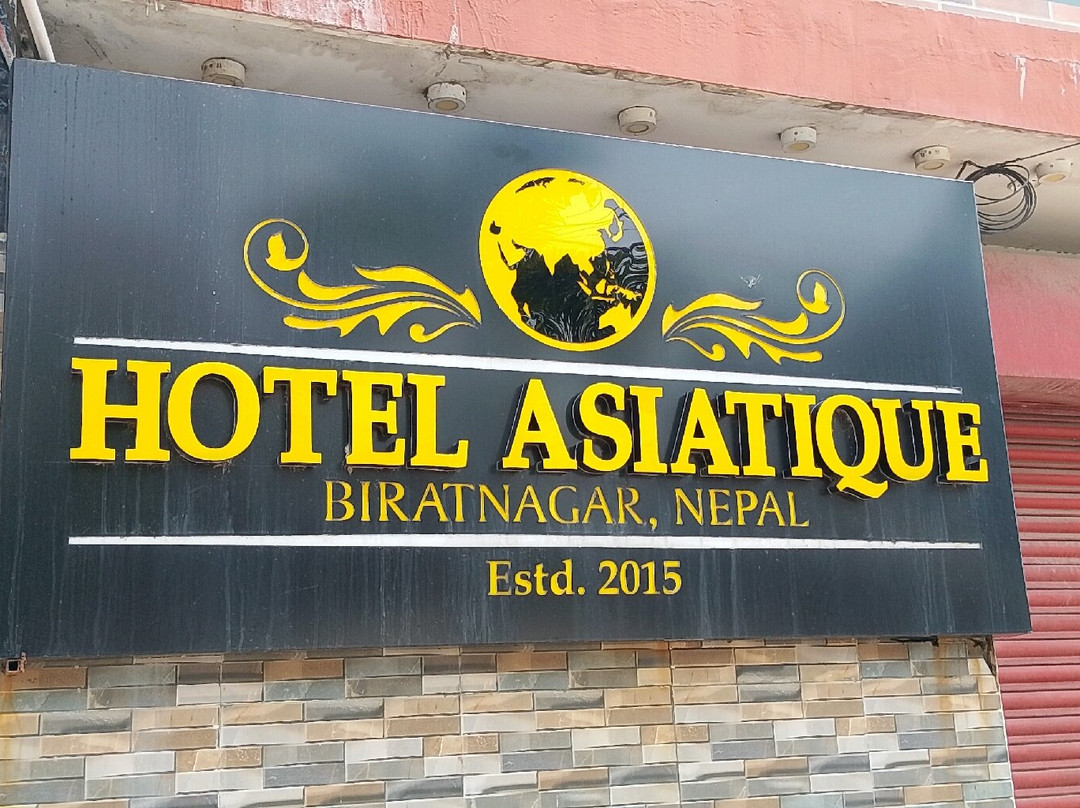 HOTEL ASIATIQUE
BIRATNAGAR, NEPAL
Estd. 2015